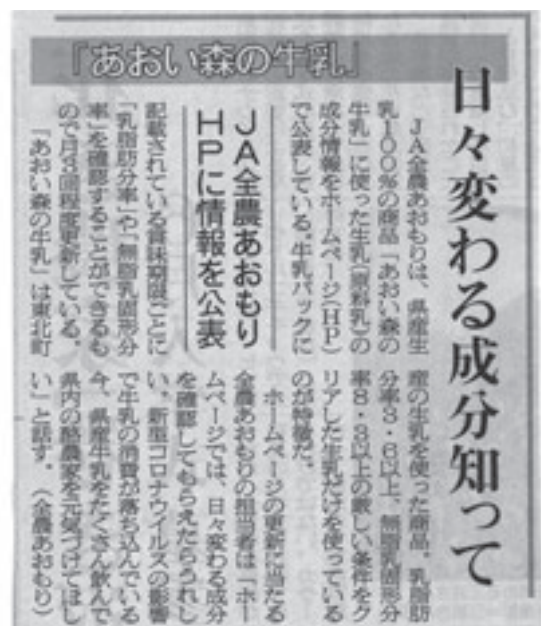 『あおい森の牛乳』
日々変わる成分知って
JA全農あおもり
HPに情報を公表
JA全農あおもりは、県産生
乳100%の商品「あおい森の
牛乳」に使った生乳(原料乳)の
成分情報をホームページ(HP)
で公表している。牛乳パックに
記載されている賞味期限ごとに
「乳脂肪分率」や「無脂乳固形分
率」を確認することができるも
ので月3回程度更新している。
「あおい森の牛乳」は東北町
産の生乳を使った商品。乳脂肪
分率3・6以上、無脂乳固形分
率8・3以上の厳しい条件をク
リアした生乳だけを使っている
のが特徴だ。
ホームページの更新に当たる
全農あおもりの担当者は「ホー
ムページでは、日々変わる成分
を確認してもらえたらうれし
い。新型コロナウイルスの影響
で牛乳の消費が落ち込んでいる
今、県産牛乳をたくさん飲んで
県内の酪農家を元気づけてほし
い」と話す。(全農あおもり)